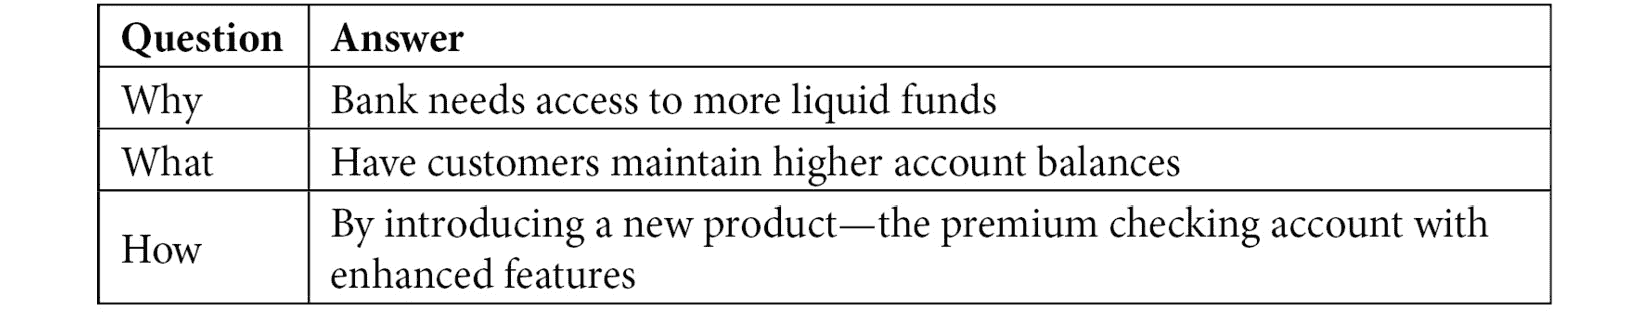 Question Answer
Why Bank needs access to more liquid funds
What Have customers maintain higher account balances
How By introducing a new product—the premium checking account with
enhanced features